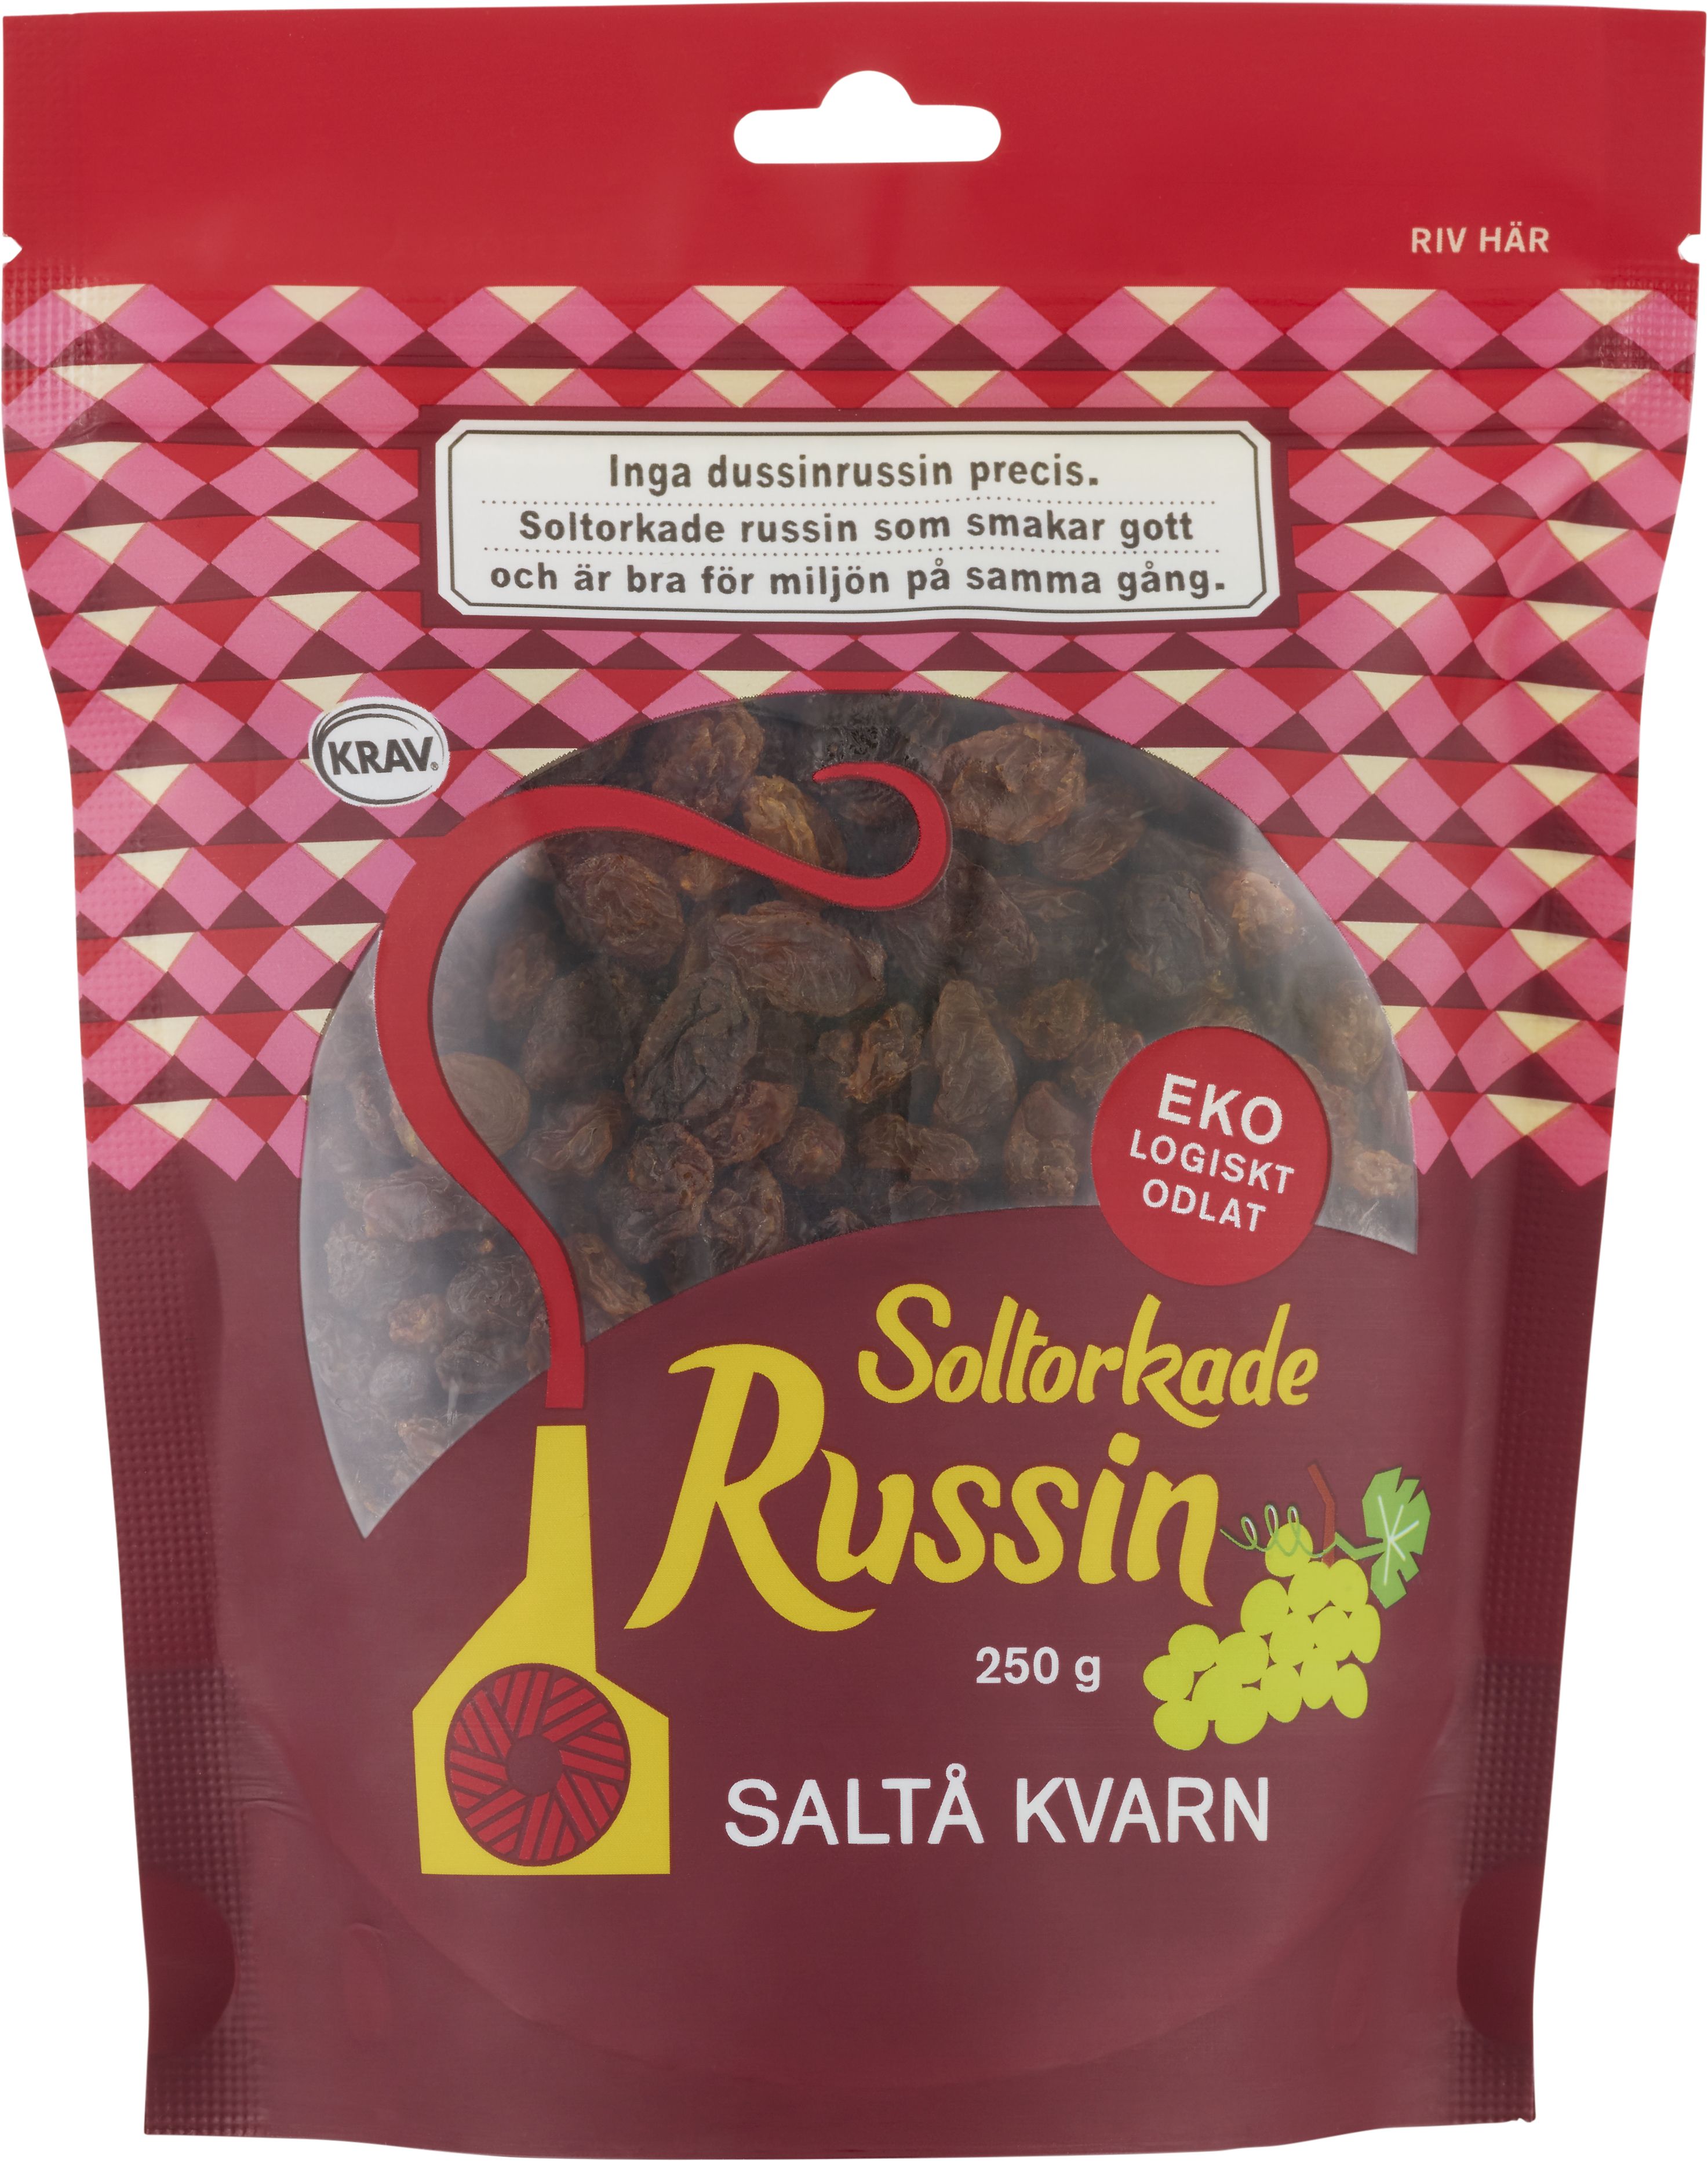 RIV HÄR
Inga dussinrussin precis.
Soltorkade russin som smakar gott
och är bra för miljön på samma gång.
KRAV®
EKO
LOGISKT
ODLAT
Soltorkade
Russin
250 g
SALTÅ KVARN